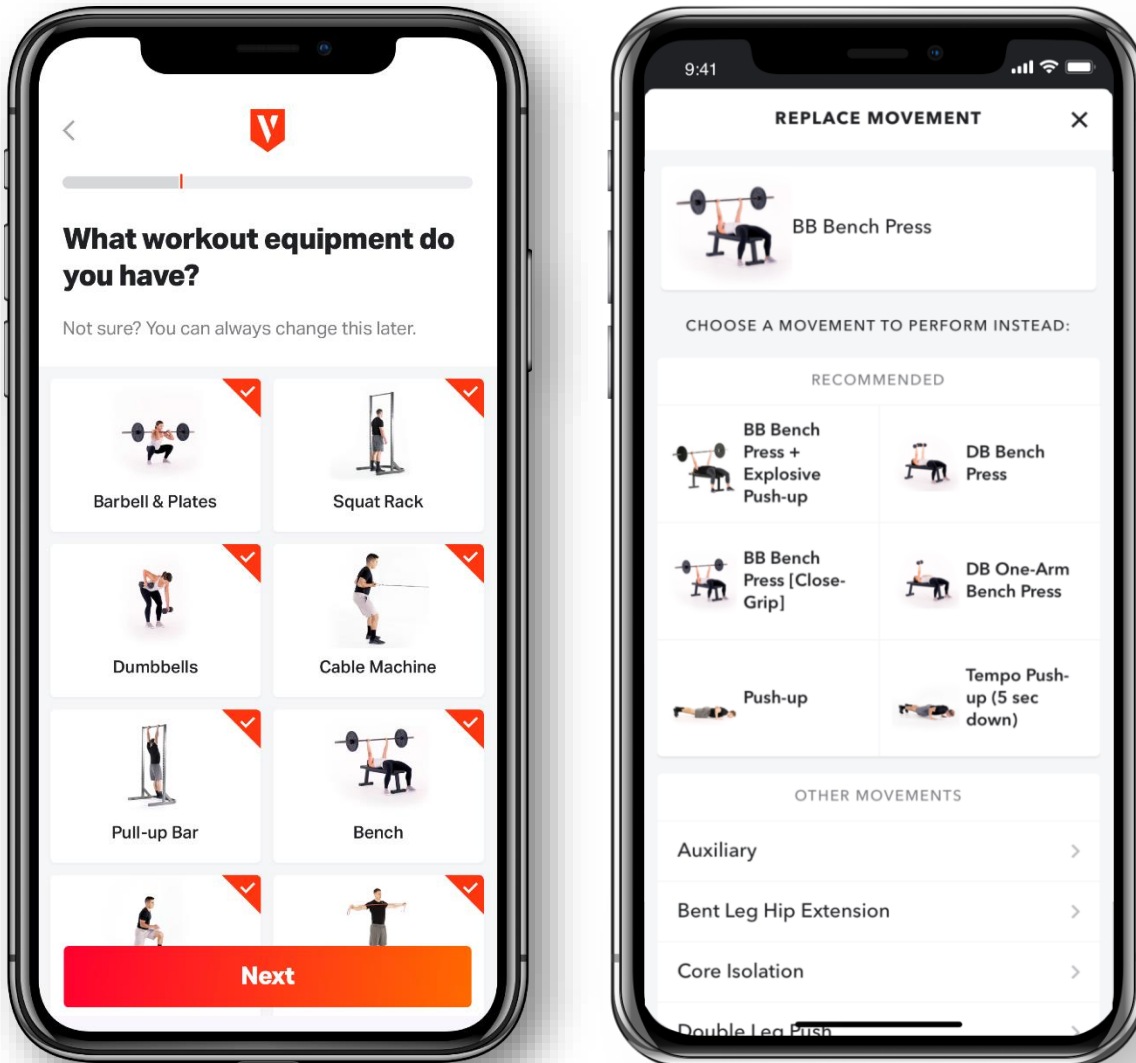 What workout equipment do
you have?
Not sure? You can always change this later.
Barbell & Plates
Squat Rack
Dumbbells
Cable Machine
Pull-up Bar
Bench
Next
9:41
REPLACE MOVEMENT
BB Bench Press
CHOOSE A MOVEMENT TO PERFORM INSTEAD:
RECOMMENDED
BB Bench
Press +
Explosive
Push-up
DB Bench
Press
BB Bench
Press [Close-
Grip]
DB One-Arm
Bench Press
Push-up
Tempo Push-
up (5 sec
down)
OTHER MOVEMENTS
Auxiliary
Bent Leg Hip Extension
Core Isolation
Double Leg Push